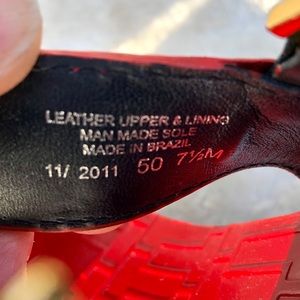 LEATHER UPPER & LINING
MAN MADE SOLE
MADE IN BRAZIL
11/ 2011 50 7½M